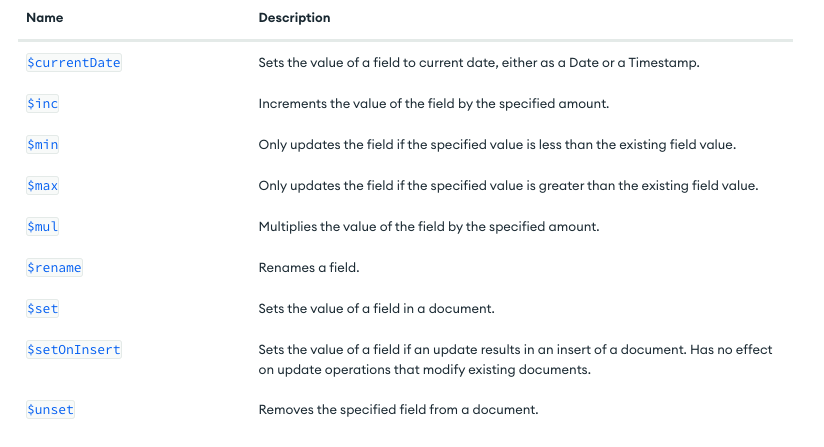 Name Description
$currentDate Sets the value of a field to current date, either as a Date or a Timestamp.
$inc Increments the value of the field by the specified amount.
$min Only updates the field if the specified value is less than the existing field value.
$max Only updates the field if the specified value is greater than the existing field value.
$mul Multiplies the value of the field by the specified amount.
$rename Renames a field.
$set Sets the value of a field in a document.
$setOnInsert Sets the value of a field if an update results in an insert of a document. Has no effect
on update operations that modify existing documents.
$unset Removes the specified field from a document.